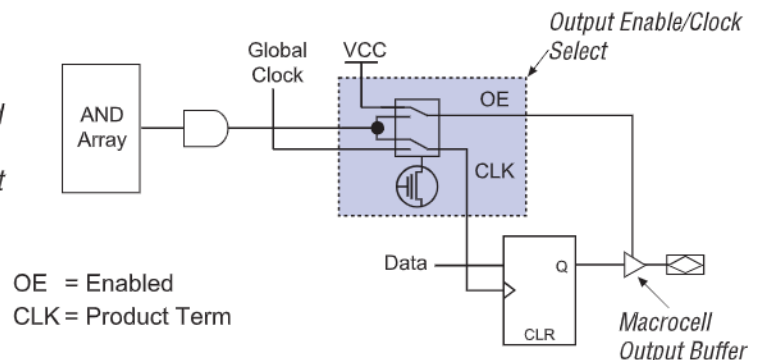 Output Enable/Clock
Select
Global
Clock
VCC
AND
Array
OE
CLK
Data
Q
CLR
OE = Enabled
CLK = Product Term
Macrocell
Output Buffer